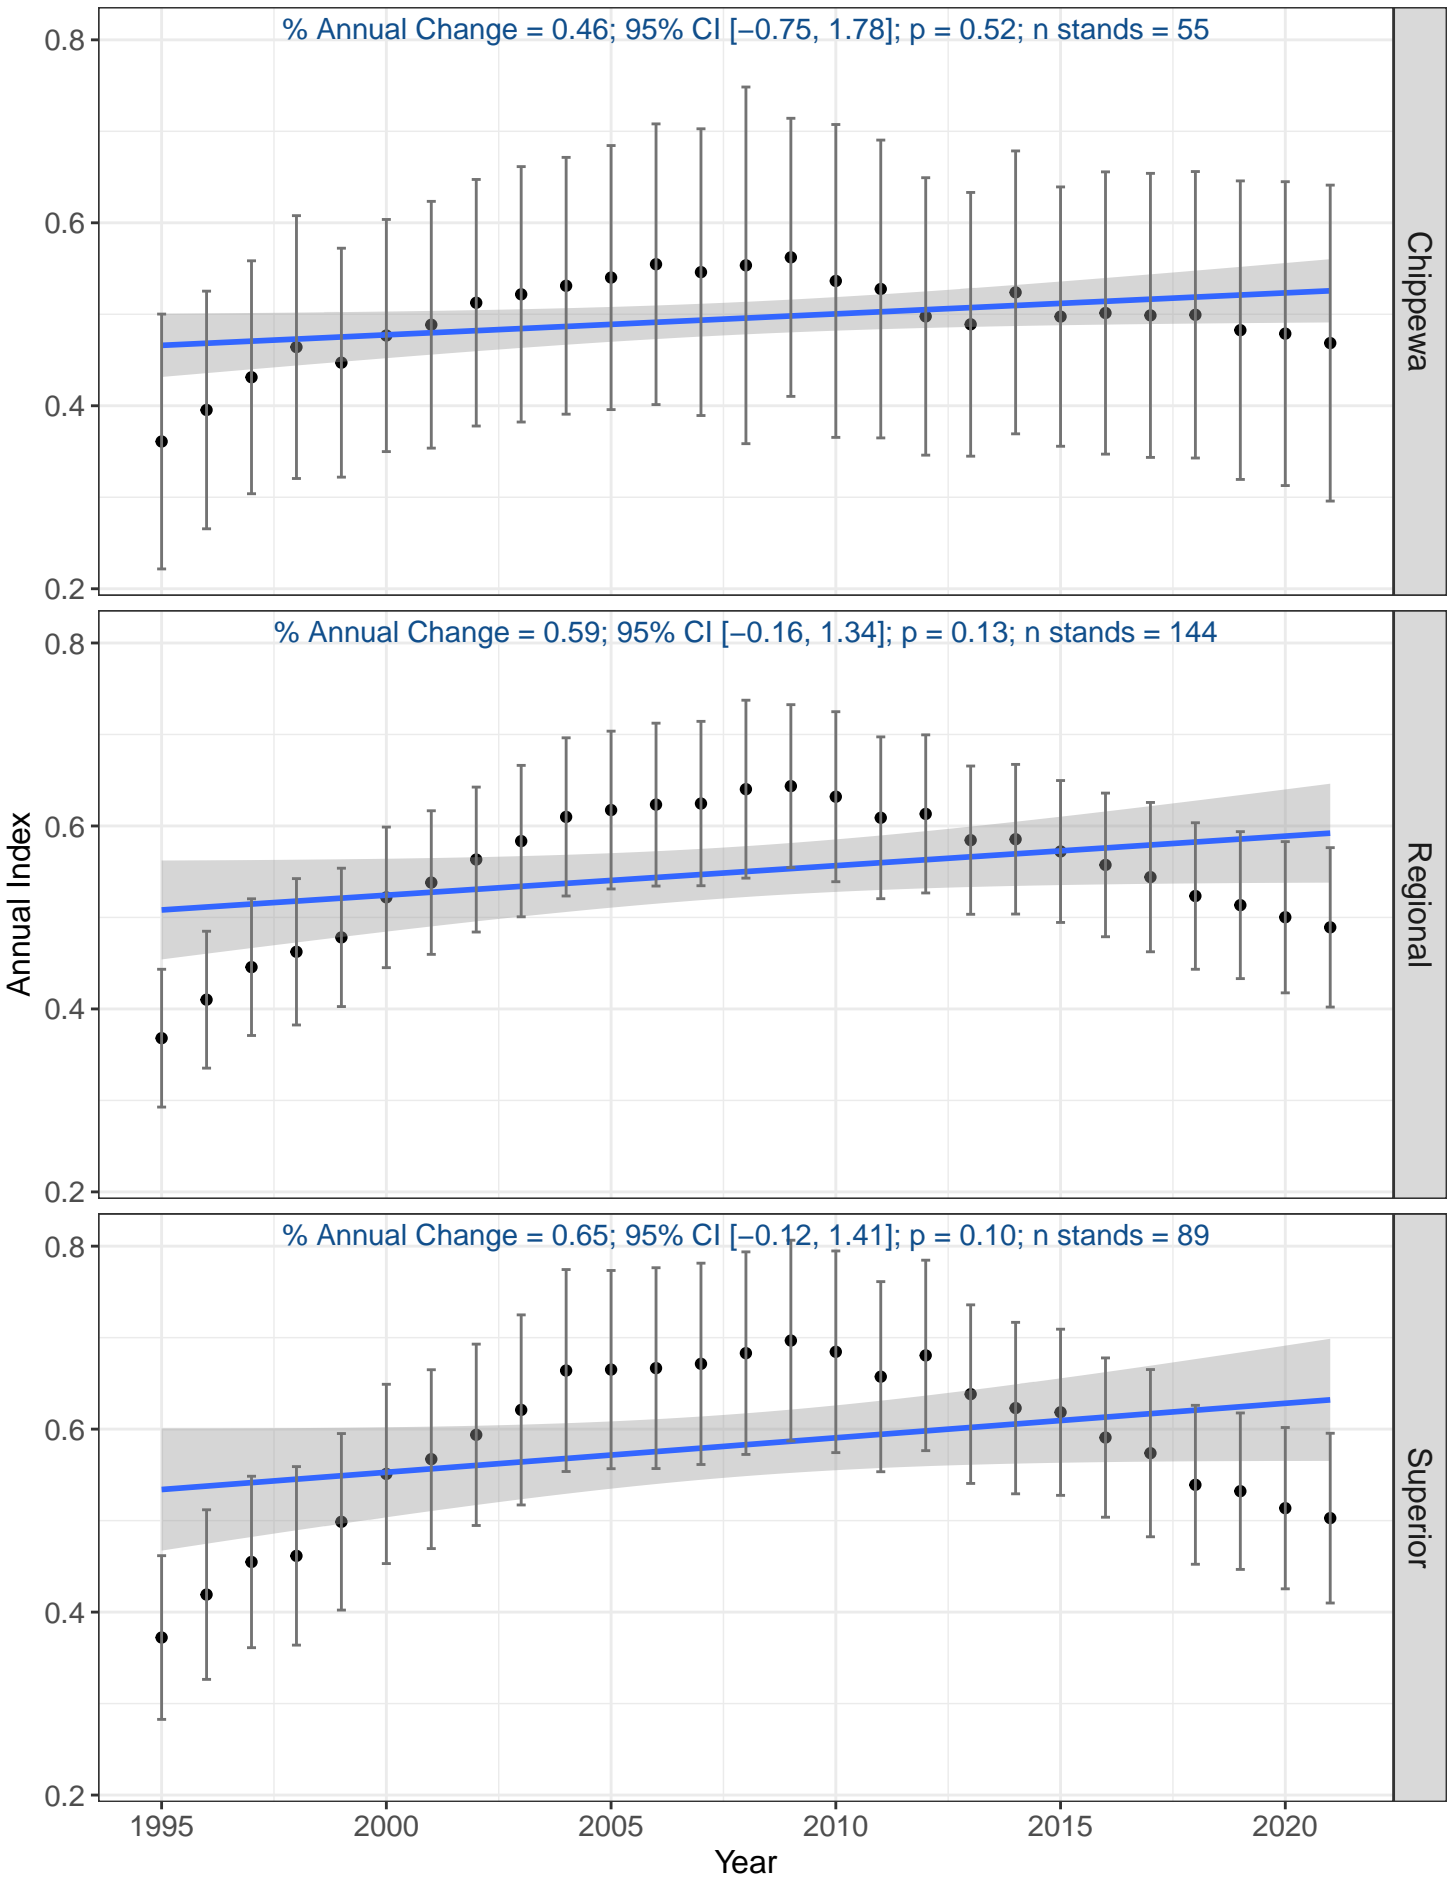 % Annual Change = 0.46; 95% CI [−0.75, 1.78]; p = 0.52; n stands = 55
0.8
0.6
0.4
0.2
Chippewa
% Annual Change = 0.59; 95% CI [−0.16, 1.34]; p = 0.13; n stands = 144
0.8
0.6
0.4
0.2
Regional
Annual Index
% Annual Change = 0.65; 95% CI [−0.12, 1.41]; p = 0.10; n stands = 89
0.8
0.6
0.4
0.2
Superior
1995 2000 2005 2010 2015 2020
Year